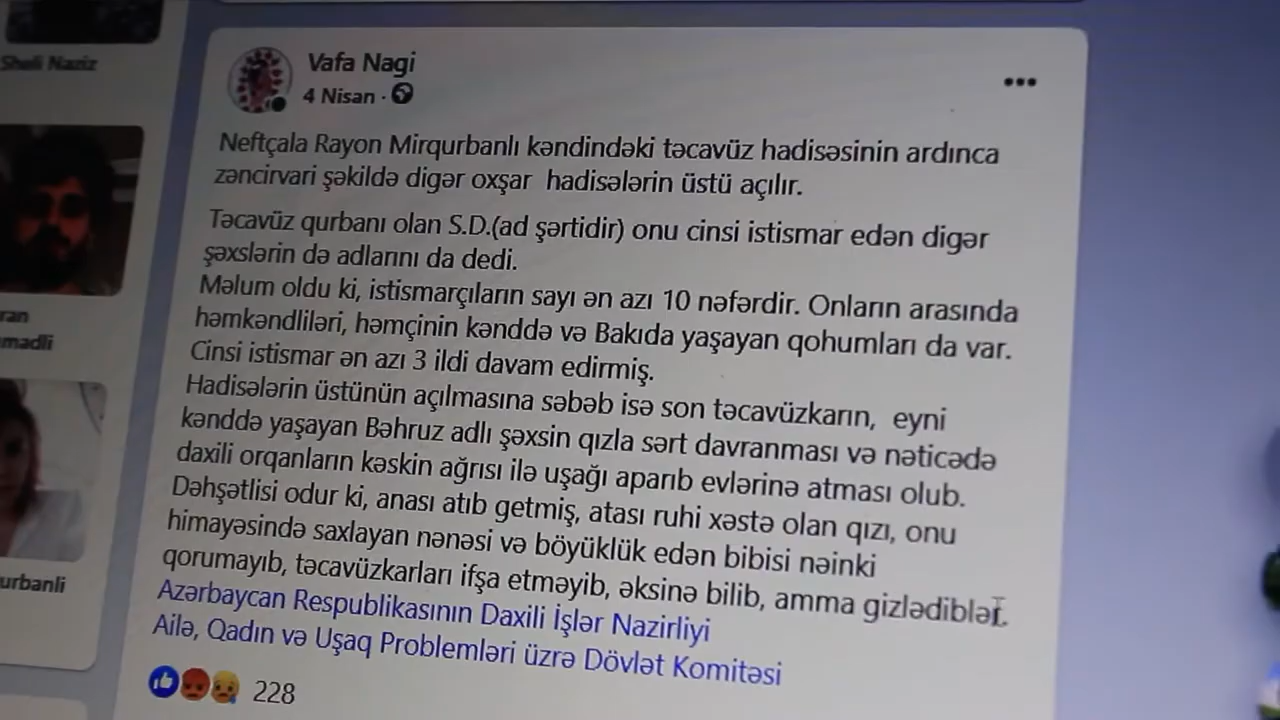 Sheli Naziz
Vafa Nagi
4 Nisan ·
Neftçala Rayon Mirqurbanlı kəndindəki təcavüz hadisəsinin ardınca
zəncirvari şəkildə digər oxşar hadisələrin üstü açılır.
Təcavüz qurbanı olan S.D.(ad şərtidir) onu cinsi istismar edən digər
şəxslərin də adlarını da dedi.
Məlum oldu ki, istismarçıların sayı ən azı 10 nəfərdir. Onların arasında
həmkəndliləri, həmçinin kənddə və Bakıda yaşayan qohumları da var.
Cinsi istismar ən azı 3 ildi davam edirmiş.
Hadisələrin üstünün açılmasına səbəb isə son təcavüzkarın, eyni
kənddə yaşayan Bəhruz adlı şəxsin qızla sərt davranması və nəticədə
daxili orqanların kəskin ağrısı ilə uşağı aparıb evlərinə atması olub.
Dəhşətlisi odur ki, anası atıb getmiş, atası ruhi xəstə olan qızı, onu
himayəsində saxlayan nənəsi və böyüklük edən bibisi nəinki
qorumayıb, təcavüzkarları ifşa etməyib, əksinə bilib, amma gizlədiblər.
Azərbaycan Respublikasının Daxili İşlər Nazirliyi
Ailə, Qadın və Uşaq Problemləri üzrə Dövlət Komitəsi
228
ran
madli
urbanli